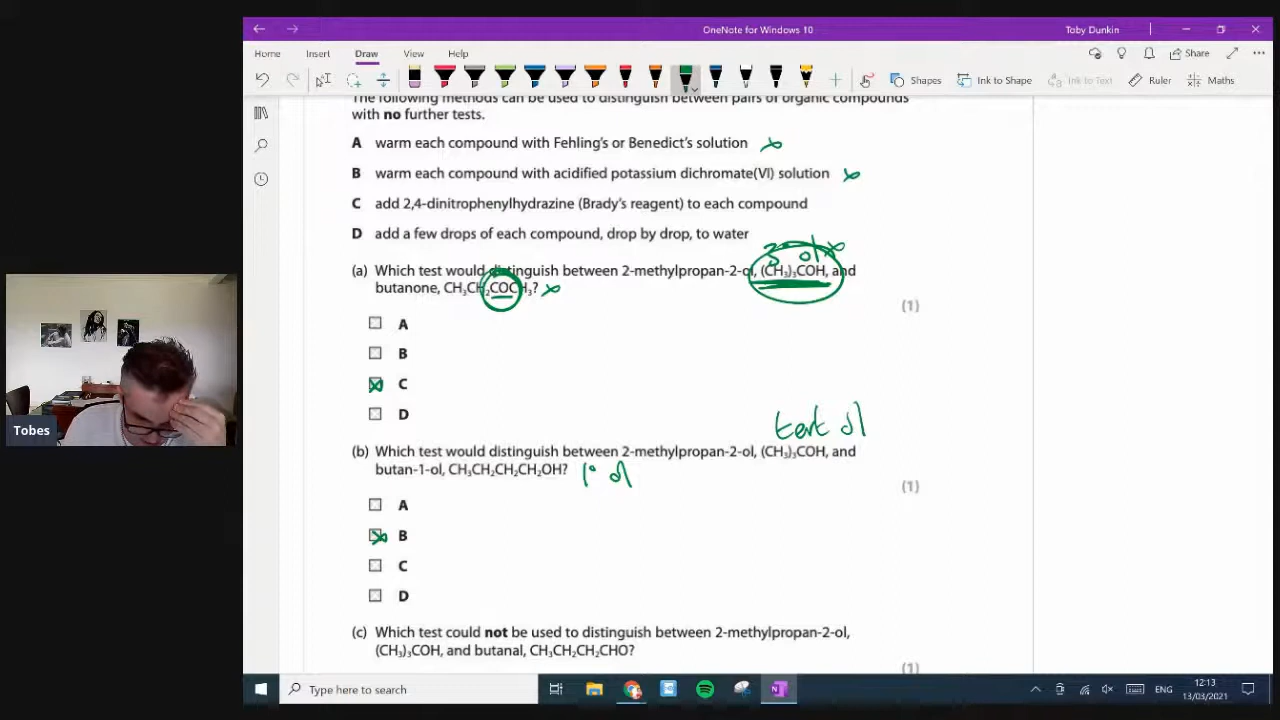 OneNote for Windows 10
Toby Dunkin
Home Insert Draw View Help
Share
Shapes
Ink to Shape
Ink to Text
Ruler
Maths
The following methods can be used to distinguish between pairs of organic compounds
with no further tests.
A warm each compound with Fehling's or Benedict's solution
B warm each compound with acidified potassium dichromate(VI) solution
C add 2,4-dinitrophenylhydrazine (Brady's reagent) to each compound
D add a few drops of each compound, drop by drop, to water
3° ol
(a) Which test would distinguish between 2-methylpropan-2-ol, (CH₃)₃COH, and
butanone, CH₃CH₂COCH₃?
(1)
A
B
C
D
tert ol
(b) Which test would distinguish between 2-methylpropan-2-ol, (CH₃)₃COH, and
butan-1-ol, CH₃CH₂CH₂CH₂OH? 1° ol
(1)
A
B
C
D
(c) Which test could not be used to distinguish between 2-methylpropan-2-ol,
(CH₃)₃COH, and butanal, CH₃CH₂CH₂CHO?
(1)
Tobes
Type here to search
ENG
12:13
13/03/2021